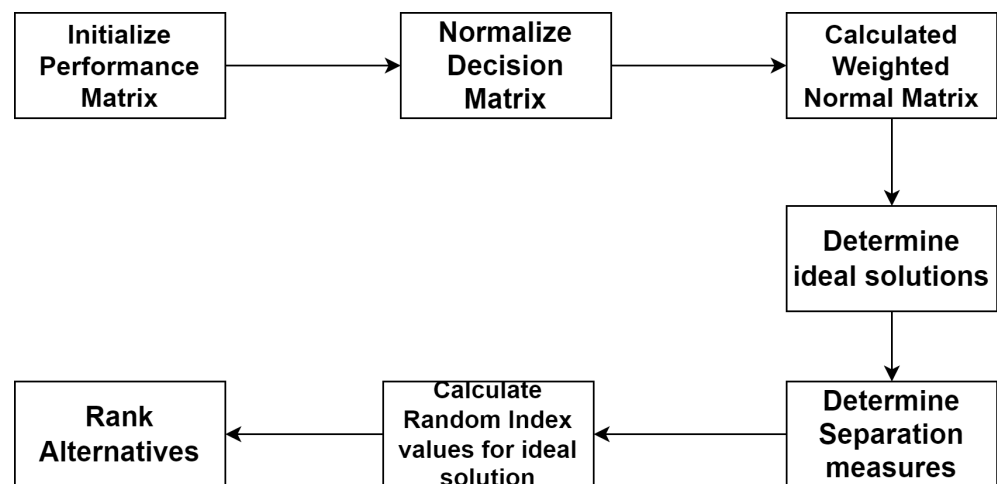 Initialize
Performance
Matrix
Normalize
Decision
Matrix
Calculated
Weighted
Normal Matrix
Determine
ideal solutions
Determine
Separation
measures
Calculate
Random Index
values for ideal
solution
Rank
Alternatives